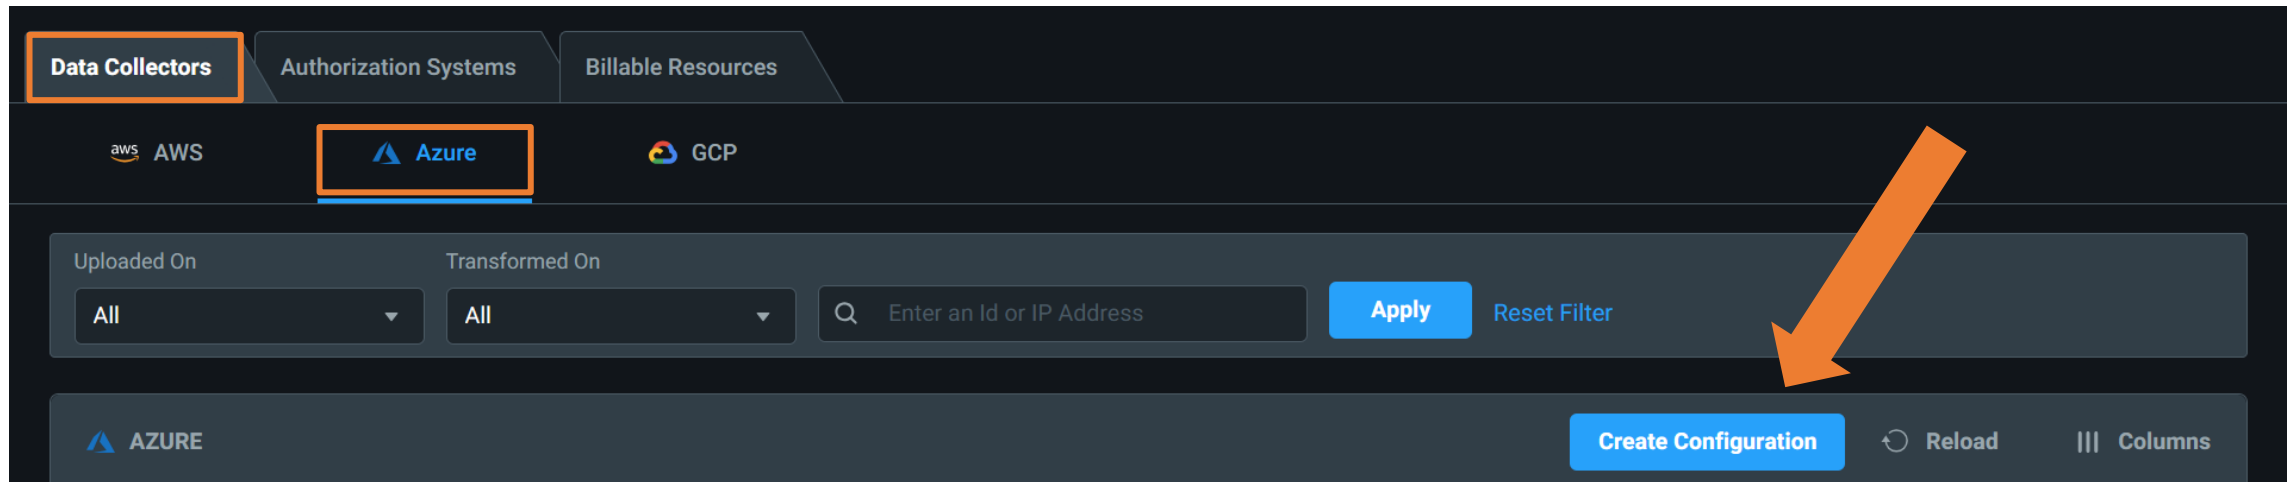 Data Collectors Authorization Systems Billable Resources
aws AWS Azure GCP
Uploaded On Transformed On
All All Enter an Id or IP Address Apply Reset Filter
AZURE Create Configuration Reload Columns